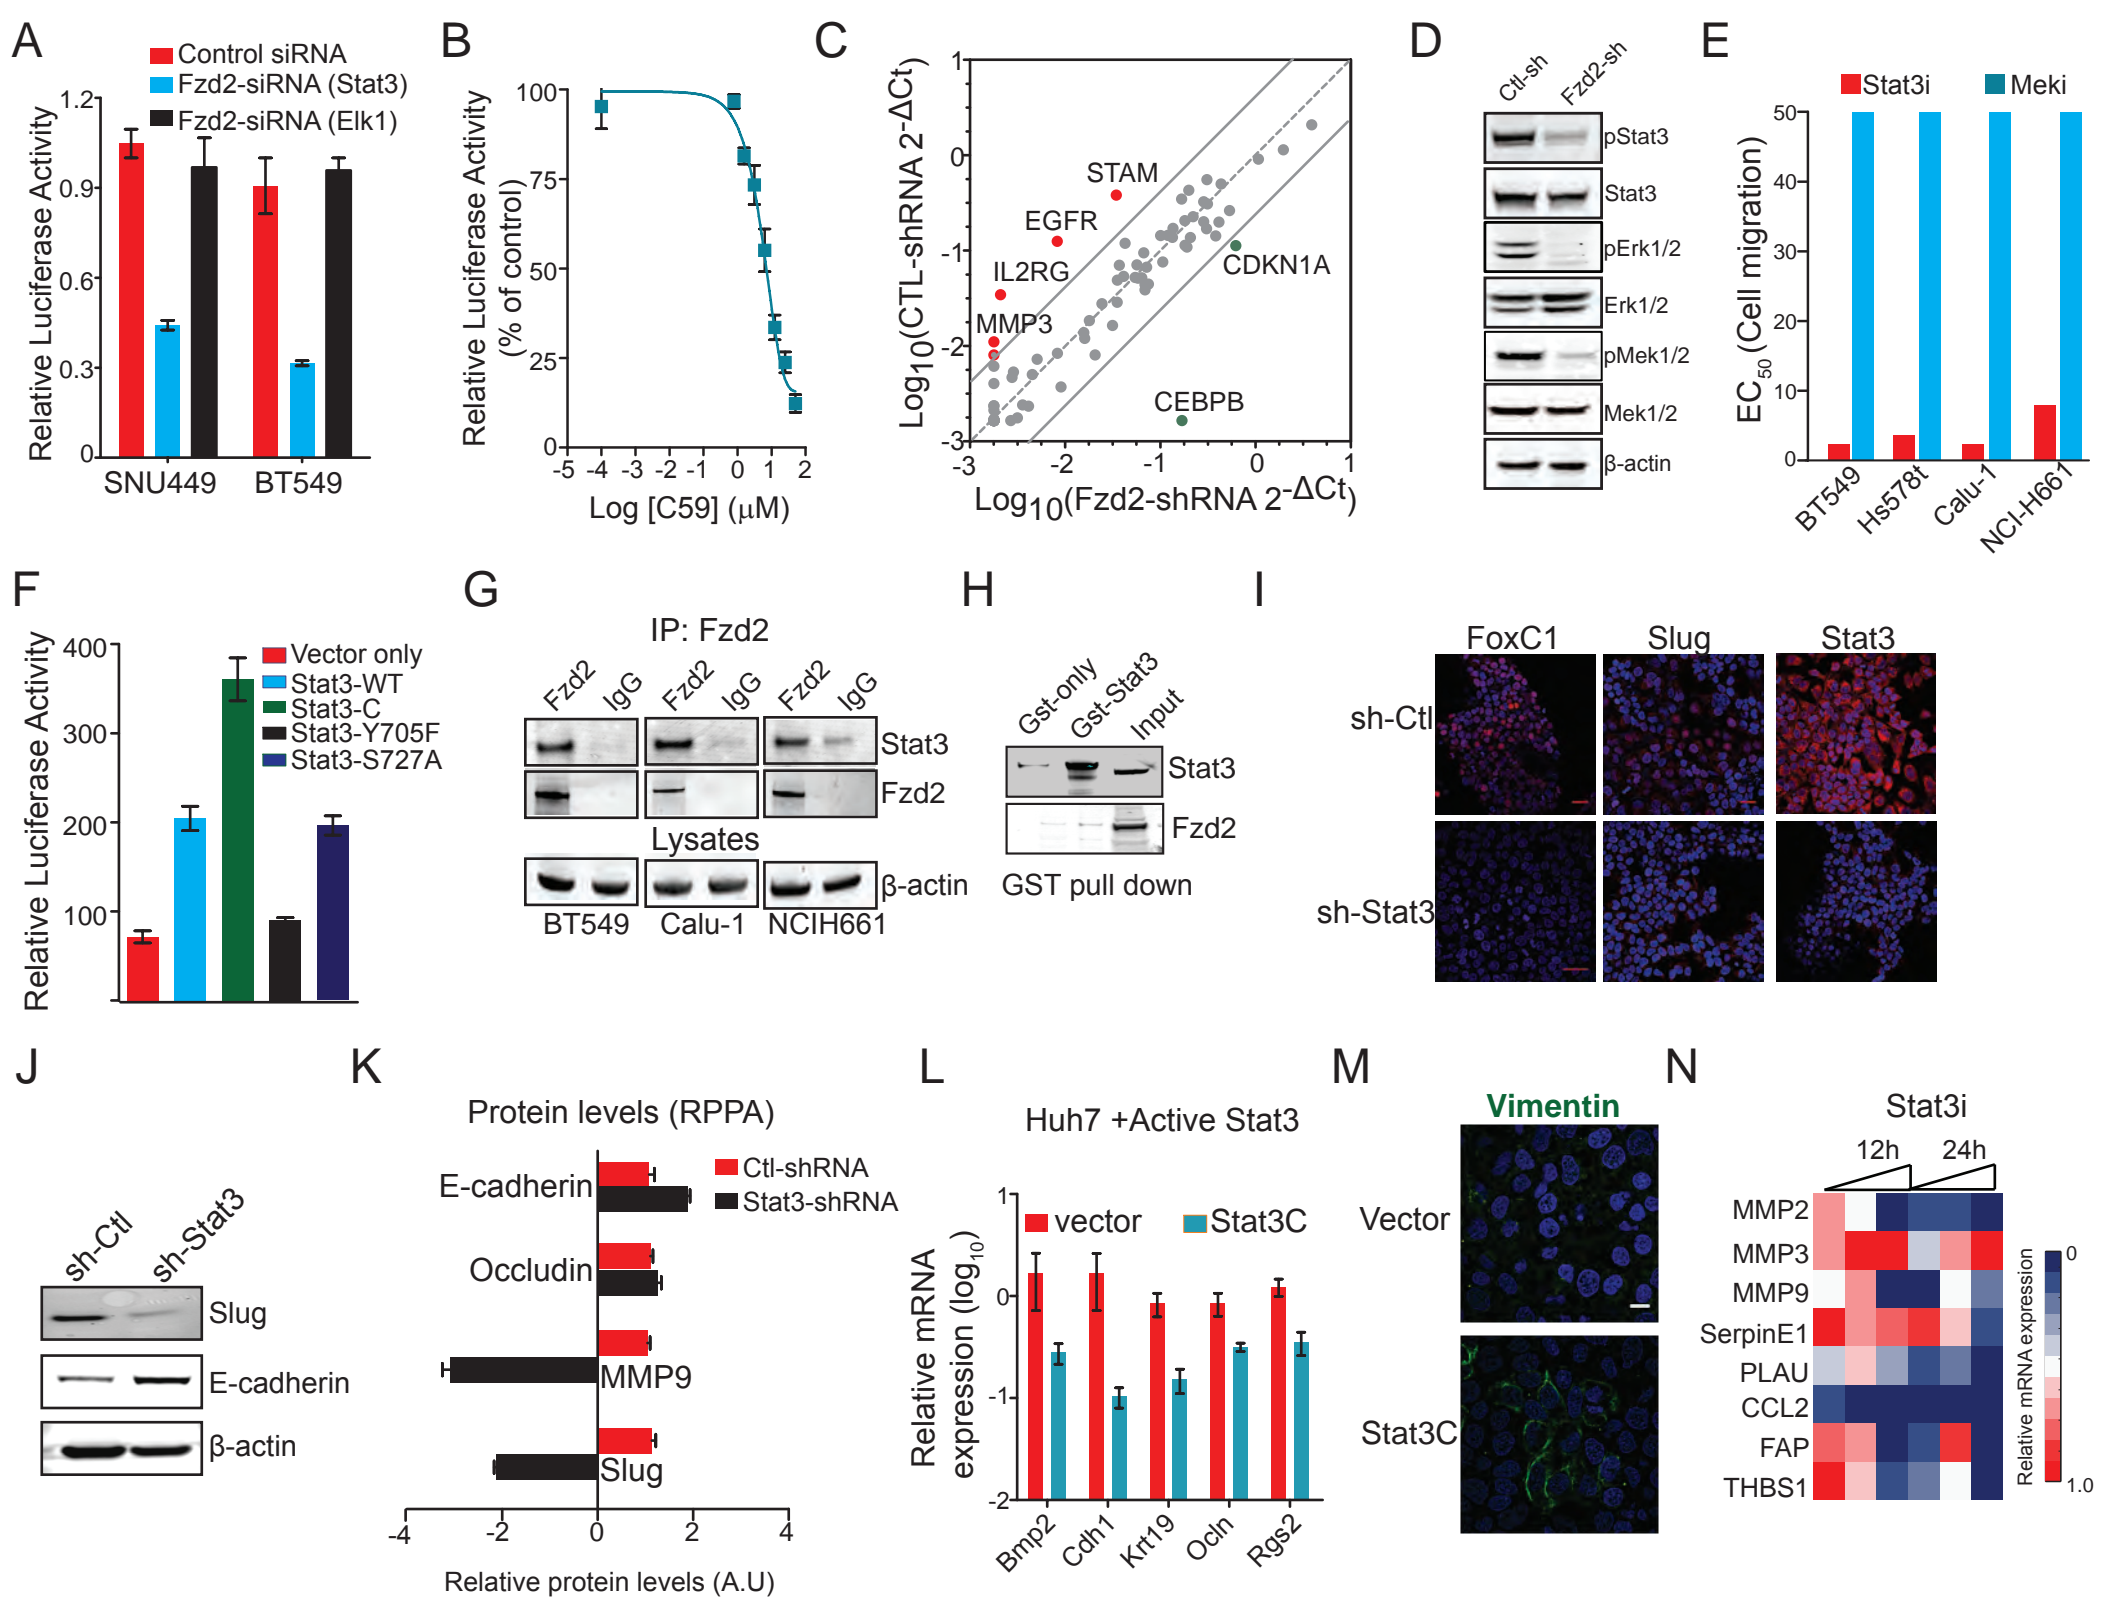 A
Control siRNA
Fzd2-siRNA (Stat3)
Fzd2-siRNA (Elk1)
Relative Luciferase Activity
1.2
0.9
0.6
0.3
0
SNU449
BT549
B
Relative Luciferase Activity
(% of control)
100
75
50
25
0
-5 -4 -3 -2 -1 0 1 2
Log [C59] (μM)
C
Log10(CTL-shRNA 2-ΔCt)
1
0
-1
-2
-3
STAM
EGFR
IL2RG
MMP3
CDKN1A
CEBPB
-3 -2 -1 0 1
Log10(Fzd2-shRNA 2-ΔCt)
D
Ctl-sh
Fzd2-sh
pStat3
Stat3
pErk1/2
Erk1/2
pMek1/2
Mek1/2
β-actin
E
Stat3i
Meki
EC50 (Cell migration)
50
40
30
20
10
0
BT549
Hs578t
Calu-1
NCI-H661
F
Relative Luciferase Activity
400
300
200
100
Vector only
Stat3-WT
Stat3-C
Stat3-Y705F
Stat3-S727A
G
IP: Fzd2
Fzd2 IgG Fzd2 IgG Fzd2 IgG
Stat3
Fzd2
Lysates
β-actin
BT549 Calu-1 NCIH661
H
Gst-only
Gst-Stat3
Input
Stat3
Fzd2
GST pull down
I
FoxC1 Slug Stat3
sh-Ctl
sh-Stat3
J
sh-Ctl
sh-Stat3
Slug
E-cadherin
β-actin
K
Protein levels (RPPA)
Ctl-shRNA
Stat3-shRNA
E-cadherin
Occludin
MMP9
Slug
-4 -2 0 2 4
Relative protein levels (A.U)
L
Huh7 +Active Stat3
vector
Stat3C
Relative mRNA
expression (log10)
1
0
-1
-2
Bmp2
Cdh1
Krt19
Ocln
Rgs2
M
Vimentin
Vector
Stat3C
N
Stat3i
12h 24h
MMP2
MMP3
MMP9
SerpinE1
PLAU
CCL2
FAP
THBS1
Relative mRNA expression
0
1.0